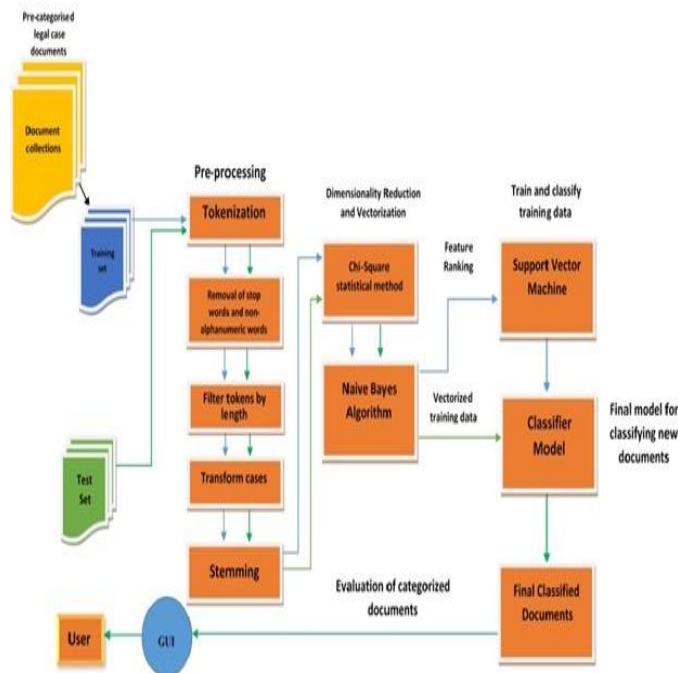 Pre-categorised
legal case
documents
Document
collections
Training
set
Test
Set
Pre-processing
Tokenization
Removal of stop
words and non-
alphanumeric words
Filter tokens by
length
Transform cases
Stemming
Dimensionality Reduction
and Vectorization
Chi-Square
statistical method
Naive Bayes
Algorithm
Feature
Ranking
Vectorized
training data
Train and classify
training data
Support Vector
Machine
Classifier
Model
Final model for
classifying new
documents
Final Classified
Documents
Evaluation of categorized
documents
GUI
User